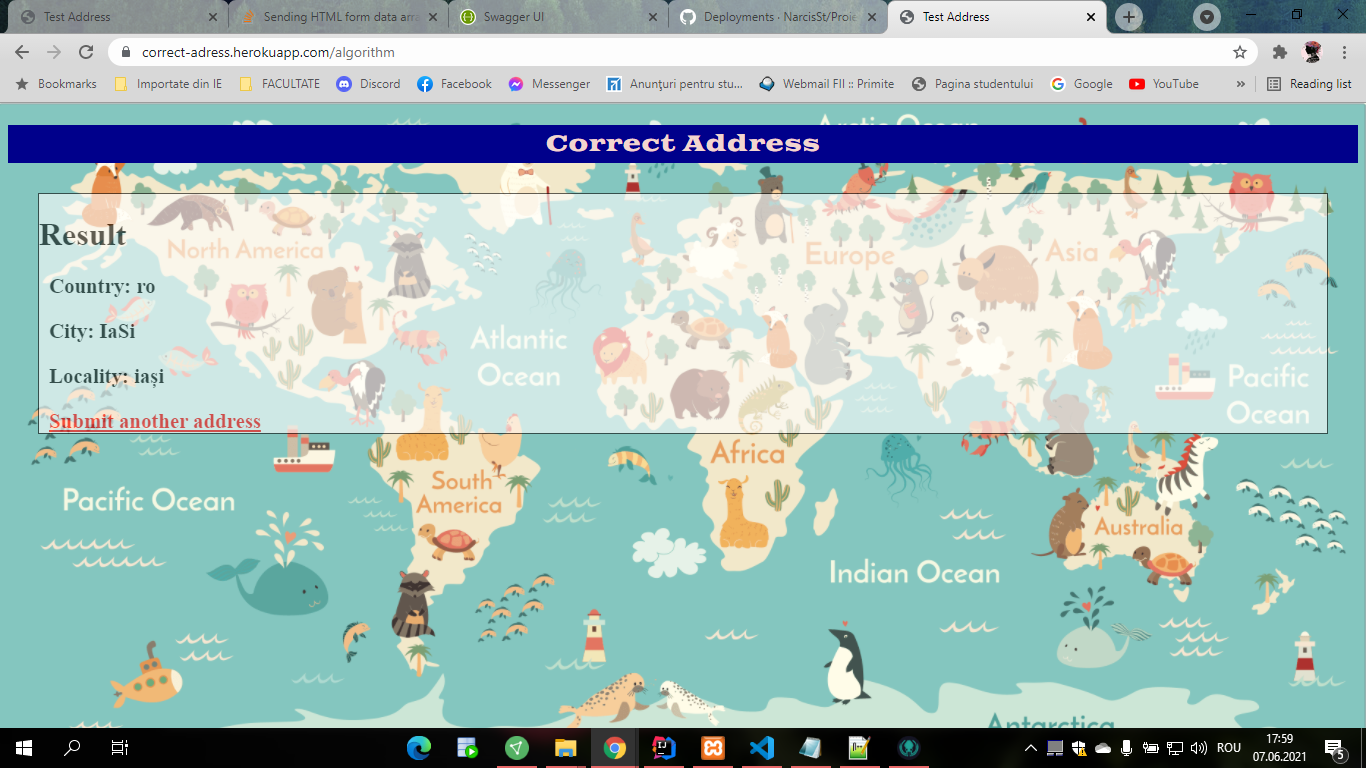 Test Address
Sending HTML form data arra
Swagger UI
Deployments · NarcisSt/Proie
Test Address
correct-adress.herokuapp.com/algorithm
Bookmarks Importate din IE FACULTATE Discord Facebook Messenger Anunțuri pentru stu... Webmail FII :: Primite Pagina studentului Google YouTube » Reading list
Correct Address
Result
North America
Europe
Asia
Country: ro
City: IaSi
Atlantic
Ocean
Locality: iași
Pacific
Ocean
Submit another address
Africa
South
America
Pacific Ocean
Australia
Indian Ocean
Antarctica
ROU
17:59
07.06.2021
5